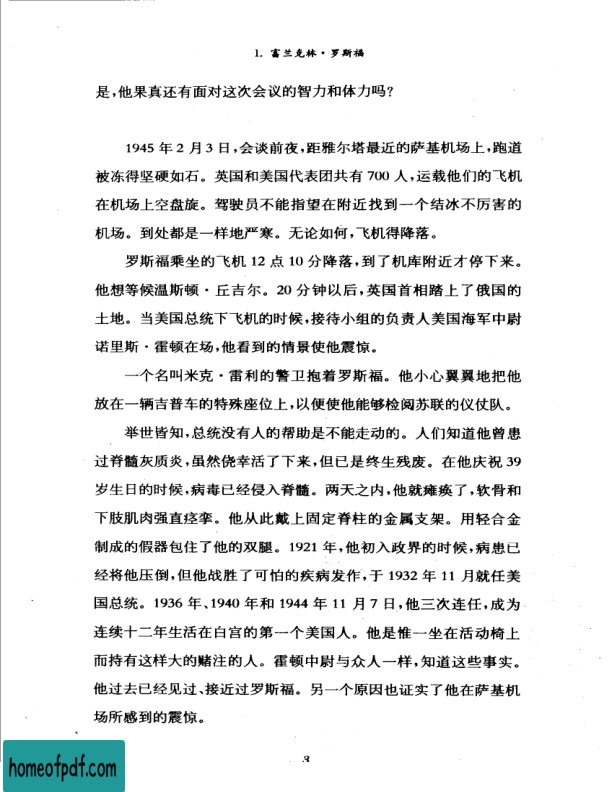 1. 富兰克林·罗斯福
是,他果真还有面对这次会议的智力和体力吗?
1945 年 2 月 3 日,会谈前夜,距雅尔塔最近的萨基机场上,跑道
被冻得坚硬如石。英国和美国代表团共有 700 人,运载他们的飞机
在机场上空盘旋。驾驶员不能指望在附近找到一个结冰不厉害的
机场。到处都是一样地严寒。无论如何,飞机得降落。
罗斯福乘坐的飞机 12 点 10 分降落,到了机库附近才停下来。
他想等候温斯顿·丘吉尔。20 分钟以后,英国首相踏上了俄国的
土地。当美国总统下飞机的时候,接待小组的负责人美国海军中尉
诺里斯·霍顿在场,他看到的情景使他震惊。
一个名叫米克·雷利的警卫抱着罗斯福。他小心翼翼地把他
放在一辆吉普车的特殊座位上,以便使他能够检阅苏联的仪仗队。
举世皆知,总统没有人的帮助是不能走动的。人们知道他曾患
过脊髓灰质炎,虽然侥幸活了下来,但已是终生残废。在他庆祝 39
岁生日的时候,病毒已经侵入脊髓。两天之内,他就瘫痪了,软骨和
下肢肌肉强直痉挛。他从此戴上固定脊柱的金属支架。用轻合金
制成的假器包住了他的双腿。1921 年,他初入政界的时候,病患已
经将他压倒,但他战胜了可怕的疾病发作,于 1932 年 11 月就任美
国总统。1936 年、1940 年和 1944 年 11 月 7 日,他三次连任,成为
连续十二年生活在白宫的第一个美国人。他是惟一坐在活动椅上
而持有这样大的赌注的人。霍顿中尉与众人一样,知道这些事实。
他过去已经见过、接近过罗斯福。另一个原因也证实了他在萨基机
场所感到的震惊。
3
homeofpdf.com